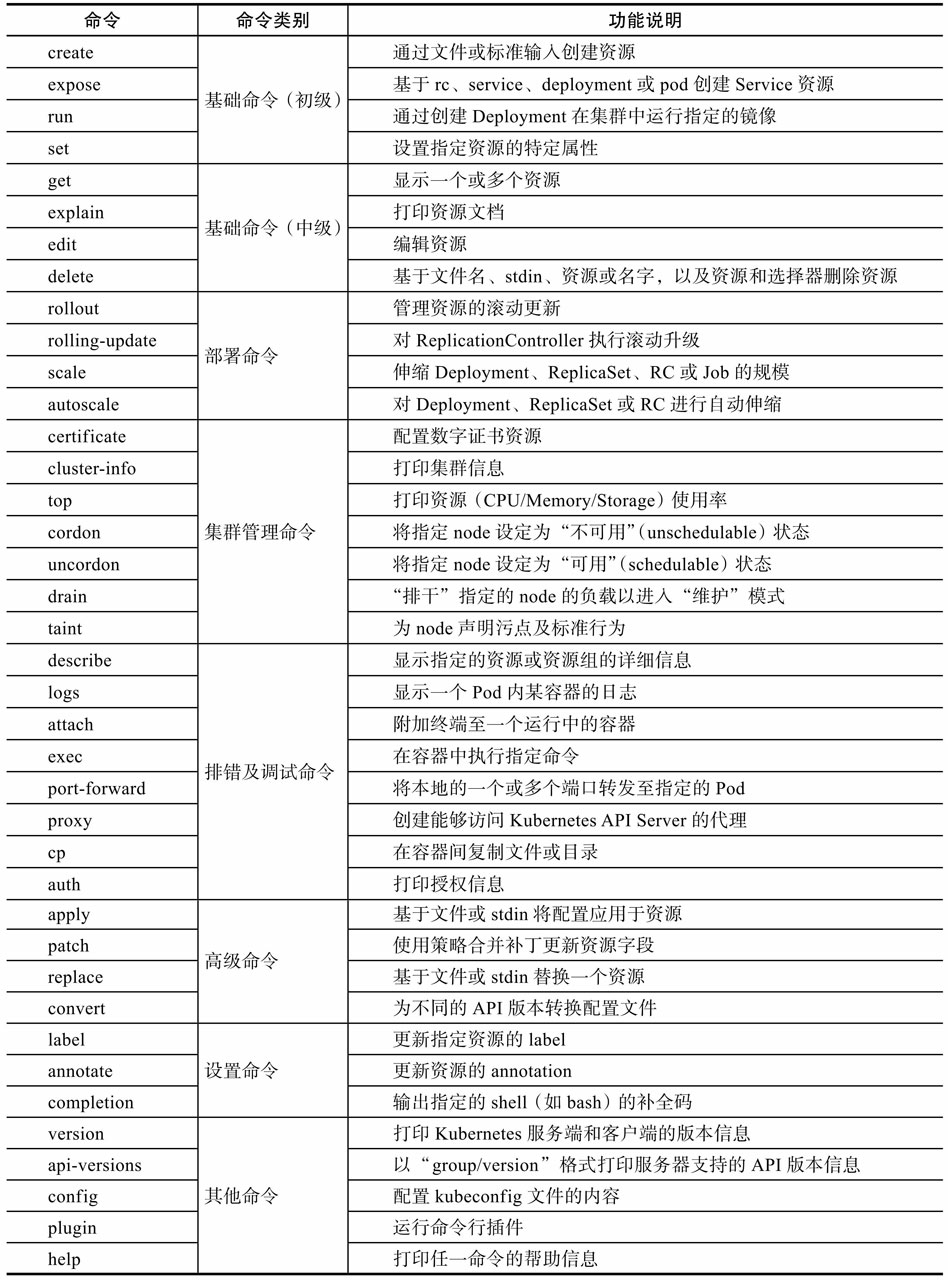 命令 命令类别 功能说明
create 基础命令（初级） 通过文件或标准输入创建资源
expose 基于 rc、service、deployment 或 pod 创建 Service 资源
run 通过创建 Deployment 在集群中运行指定的镜像
set 设置指定资源的特定属性
get 基础命令（中级） 显示一个或多个资源
explain 打印资源文档
edit 编辑资源
delete 基于文件名、stdin、资源或名字，以及资源和选择器删除资源
rollout 部署命令 管理资源的滚动更新
rolling-update 对 ReplicationController 执行滚动升级
scale 伸缩 Deployment、ReplicaSet、RC 或 Job 的规模
autoscale 对 Deployment、ReplicaSet 或 RC 进行自动伸缩
certificate 集群管理命令 配置数字证书资源
cluster-info 打印集群信息
top 打印资源（CPU/Memory/Storage）使用率
cordon 将指定 node 设定为“不可用”（unschedulable）状态
uncordon 将指定 node 设定为“可用”（schedulable）状态
drain “排干”指定的 node 的负载以进入“维护”模式
taint 为 node 声明污点及标准行为
describe 排错及调试命令 显示指定的资源或资源组的详细信息
logs 显示一个 Pod 内某容器的日志
attach 附加终端至一个运行中的容器
exec 在容器中执行指定命令
port-forward 将本地的一个或多个端口转发至指定的 Pod
proxy 创建能够访问 Kubernetes API Server 的代理
cp 在容器间复制文件或目录
auth 打印授权信息
apply 高级命令 基于文件或 stdin 将配置应用于资源
patch 使用策略合并补丁更新资源字段
replace 基于文件或 stdin 替换一个资源
convert 为不同的 API 版本转换配置文件
label 设置命令 更新指定资源的 label
annotate 更新资源的 annotation
completion 输出指定的 shell（如 bash）的补全码
version 其他命令 打印 Kubernetes 服务端和客户端的版本信息
api-versions 以“group/version”格式打印服务器支持的 API 版本信息
config 配置 kubeconfig 文件的内容
plugin 运行命令行插件
help 打印任一命令的帮助信息